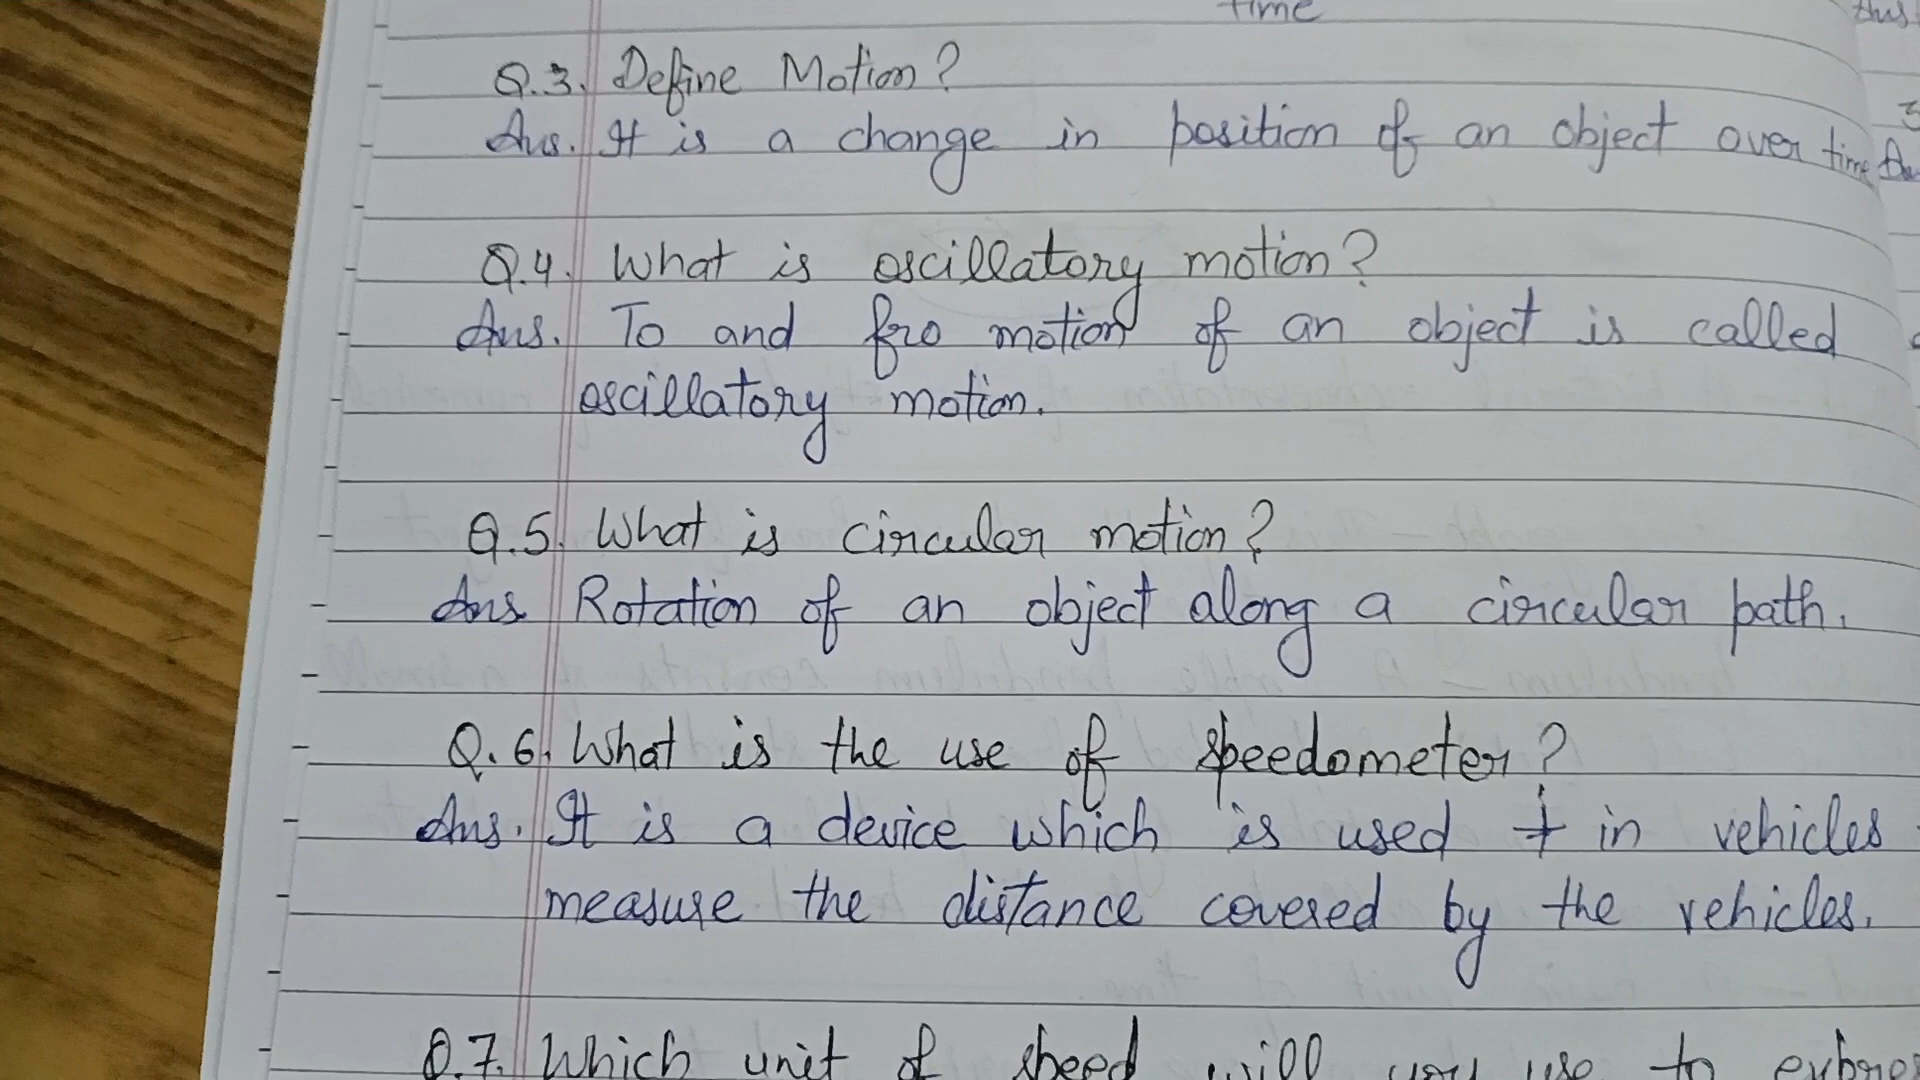 time
Ans.
Q.3. Define Motion?
Ans. It is a change in position of an object over time
Q.4. What is oscillatory motion?
Ans. To and fro motion of an object is called
oscillatory motion.
Q.5. What is circular motion?
Ans Rotation of an object along a circular path.
Q.6. What is the use of speedometer?
Ans. It is a device which is used in vehicles
measure the distance covered by the vehicles.
Q.7. Which unit of speed will you use to